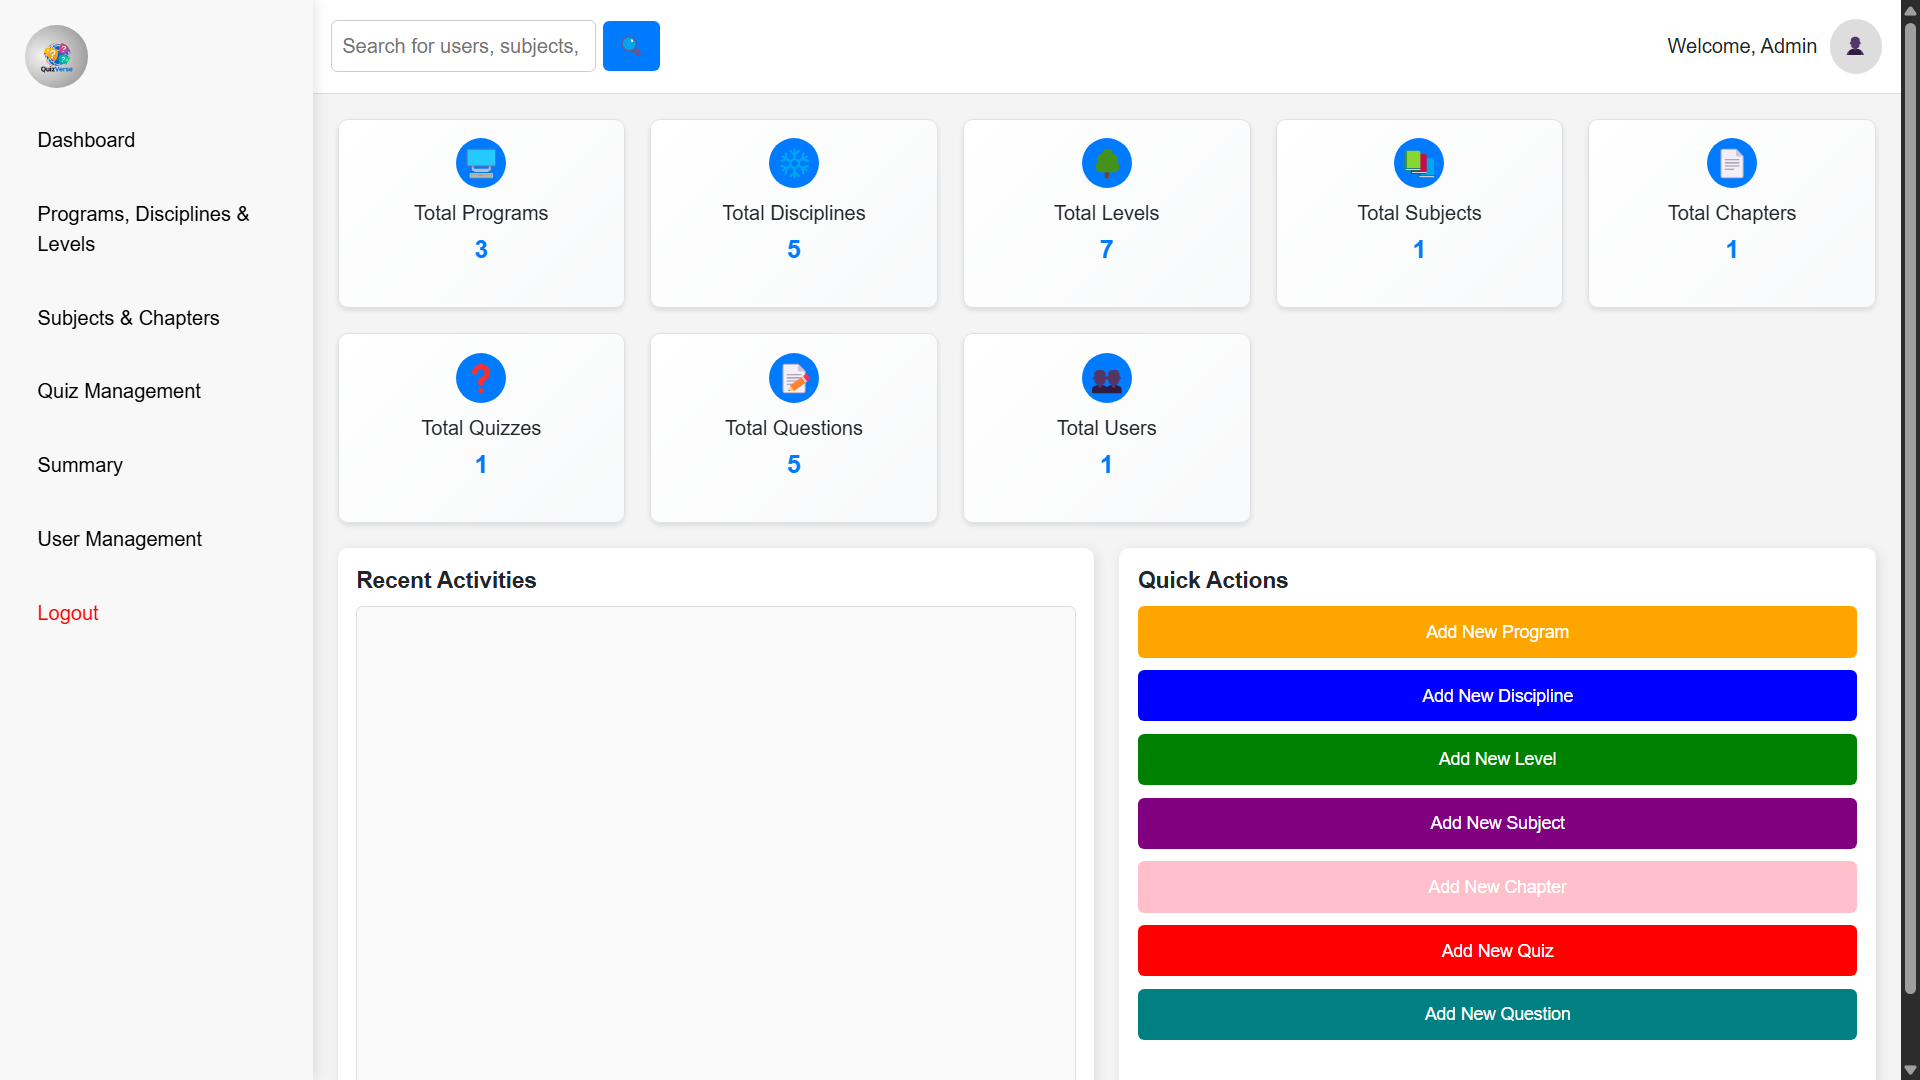 QuizVerse
Search for users, subjects,
Welcome, Admin
Dashboard
Programs, Disciplines &
Levels
Subjects & Chapters
Quiz Management
Summary
User Management
Logout
Total Programs
3
Total Disciplines
5
Total Levels
7
Total Subjects
1
Total Chapters
1
Total Quizzes
1
Total Questions
5
Total Users
1
Recent Activities
Quick Actions
Add New Program
Add New Discipline
Add New Level
Add New Subject
Add New Chapter
Add New Quiz
Add New Question